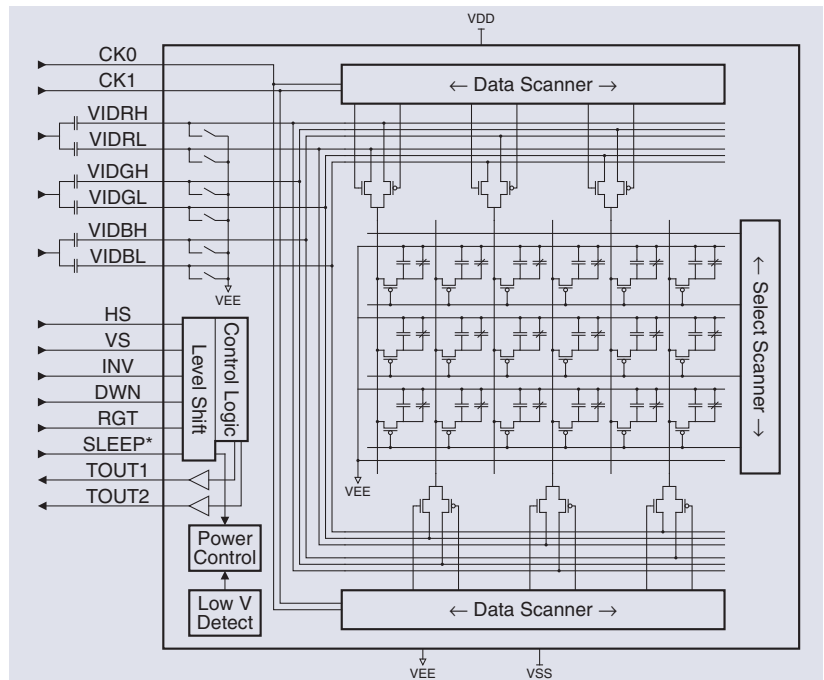 VDD
CK0
CK1
← Data Scanner →
VIDRH
VIDRL
VIDGH
VIDGL
VIDBH
VIDBL
VEE
← Select Scanner →
HS
VS
INV
DWN
RGT
SLEEP*
TOUT1
TOUT2
Level Shift
Control Logic
VEE
Power
Control
Low V
Detect
← Data Scanner →
VEE
VSS